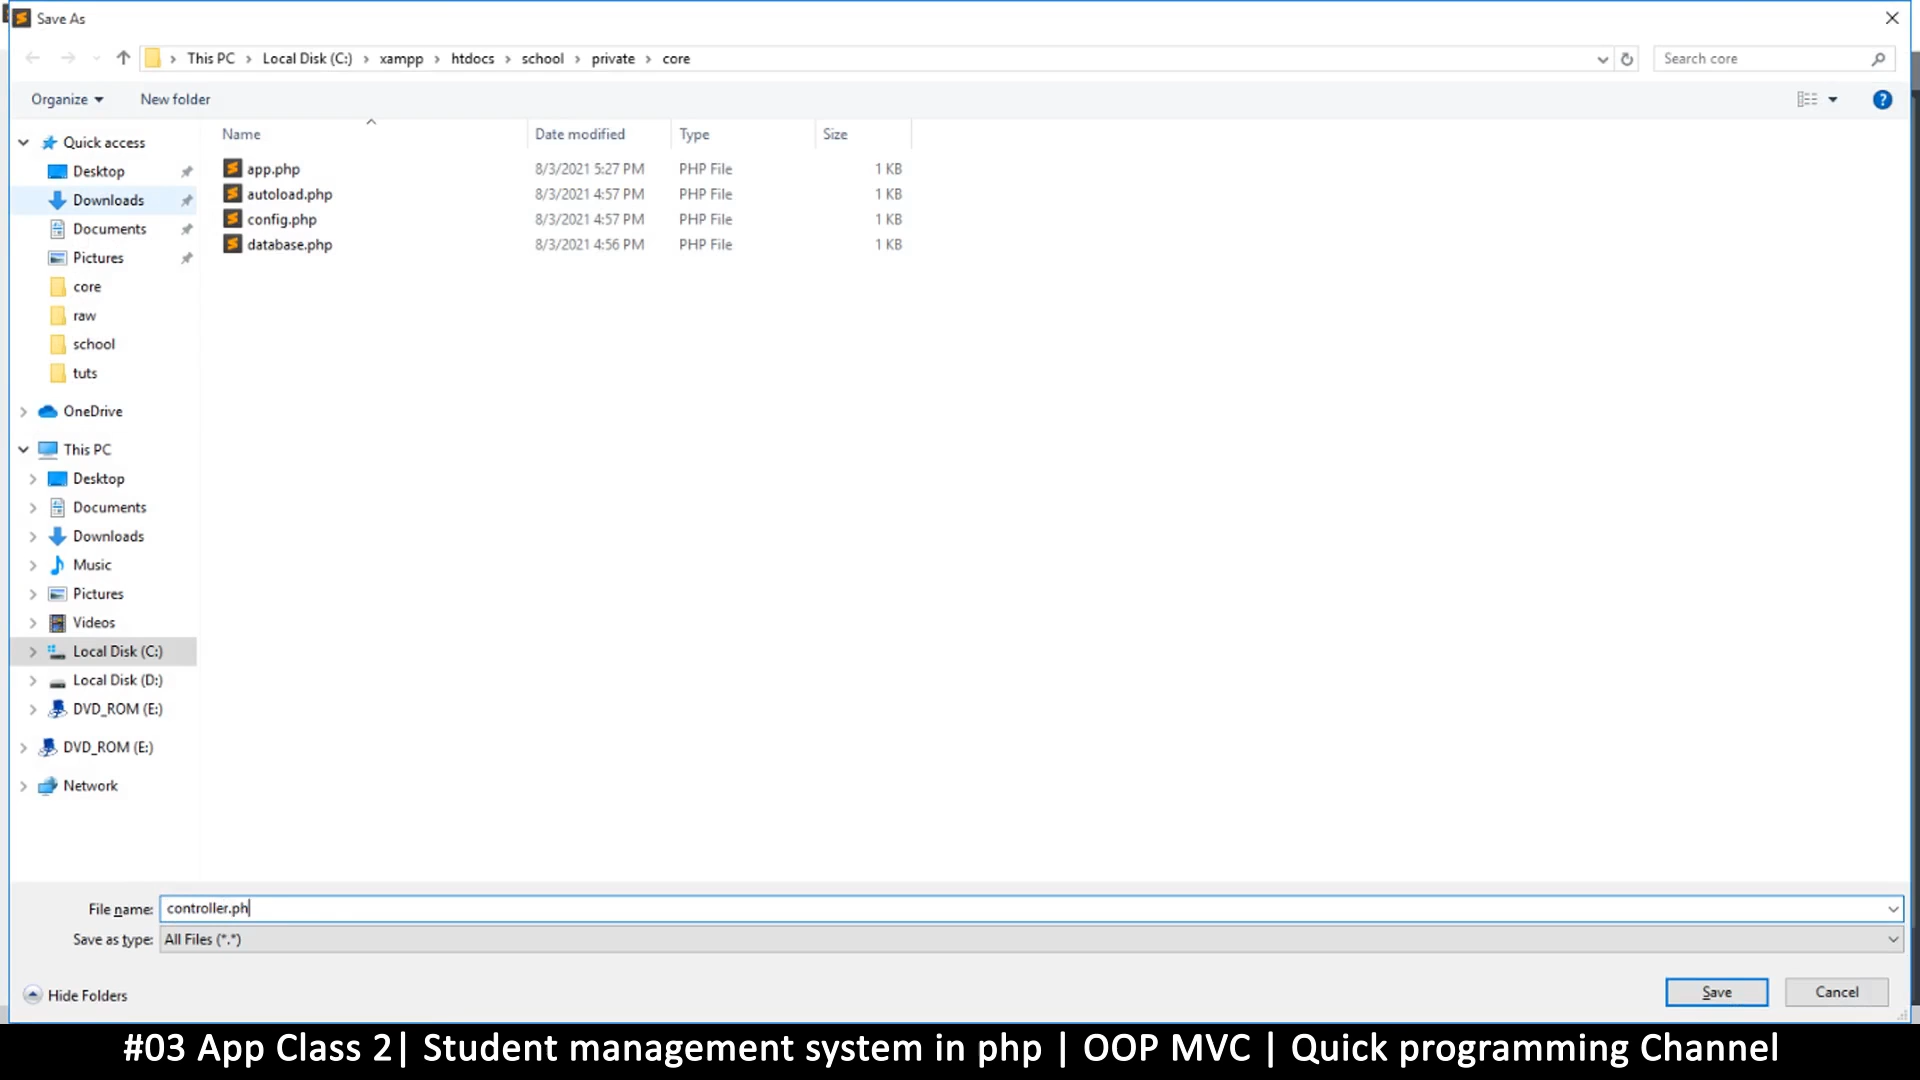 Save As
This PC > Local Disk (C:) > xampp > htdocs > school > private > core
Search core
Organize
New folder
Name
Date modified
Type
Size
app.php 8/3/2021 5:27 PM PHP File 1 KB
autoload.php 8/3/2021 4:57 PM PHP File 1 KB
config.php 8/3/2021 4:57 PM PHP File 1 KB
database.php 8/3/2021 4:56 PM PHP File 1 KB
Quick access
Desktop
Downloads
Documents
Pictures
core
raw
school
tuts
OneDrive
This PC
Desktop
Documents
Downloads
Music
Pictures
Videos
Local Disk (C:)
Local Disk (D:)
DVD_ROM (E:)
DVD_ROM (E:)
Network
File name: controller.ph
Save as type: All Files (*.*)
Hide Folders
Save
Cancel
#03 App Class 2| Student management system in php | OOP MVC | Quick programming Channel